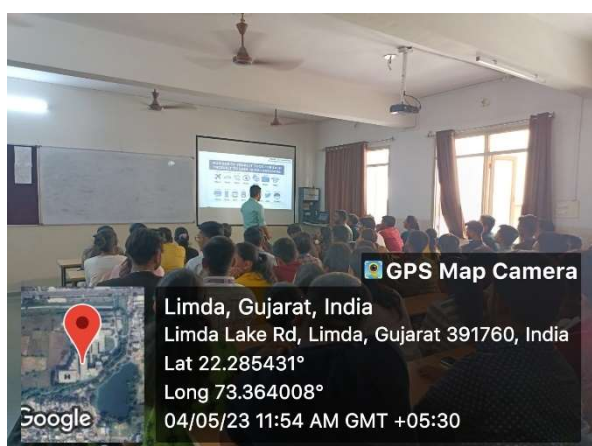 GPS Map Camera
Limda, Gujarat, India
Limda Lake Rd, Limda, Gujarat 391760, India
Lat 22.285431°
Long 73.364008°
04/05/23 11:54 AM GMT +05:30
Google